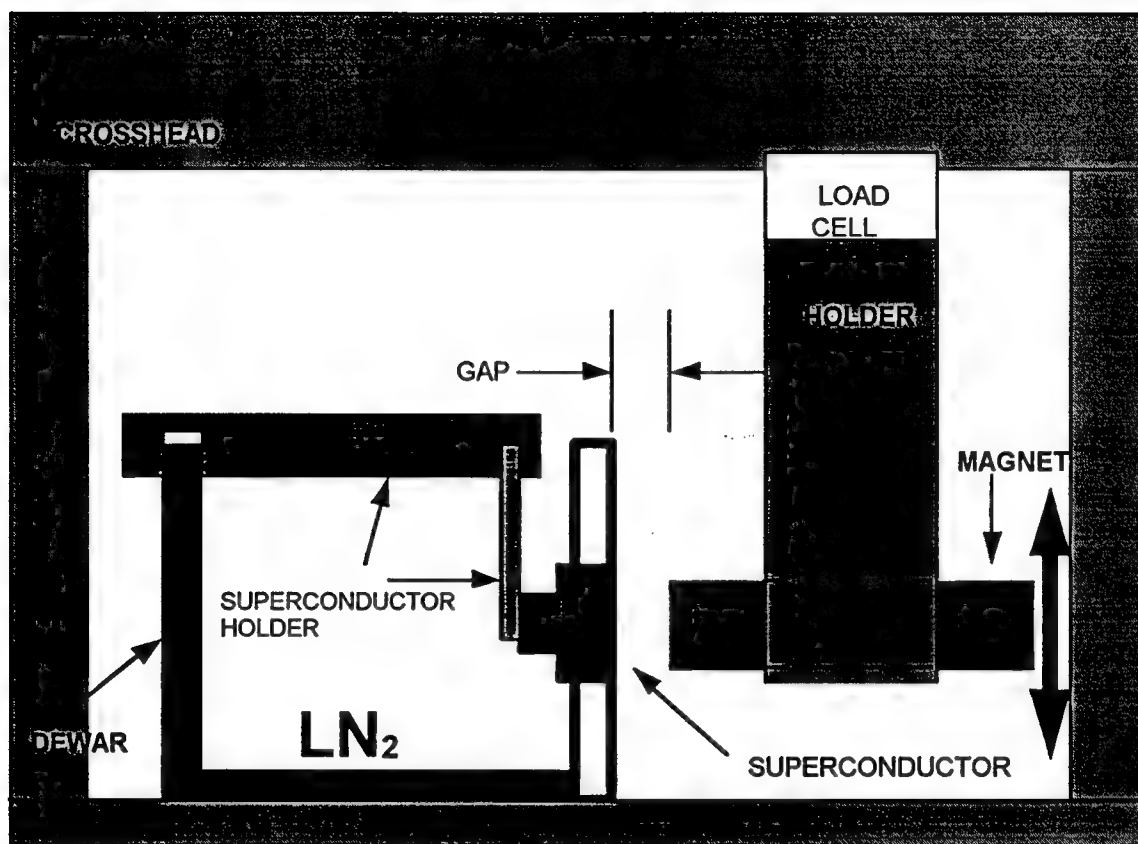 CROSSHEAD
LOAD
CELL
HOLDER
GAP
MAGNET
SUPERCONDUCTOR
HOLDER
DEWAR
LN₂
SUPERCONDUCTOR